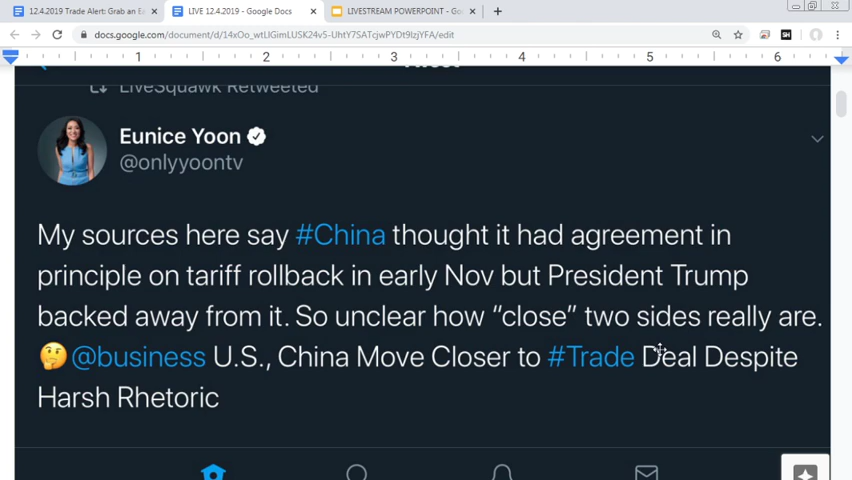 12.4.2019 Trade Alert: Grab an Ea
LIVE 12.4.2019 - Google Docs
LIVESTREAM POWERPOINT - Go
docs.google.com/document/d/14xOo_wtLIGimLUSK24v5-UhtY7SATcjwPYDt9IzjYFA/edit
1 2 3 4 5 6
LiveSquawk Retweeted
Eunice Yoon
@onlyyoontv
My sources here say #China thought it had agreement in
principle on tariff rollback in early Nov but President Trump
backed away from it. So unclear how “close” two sides really are.
🤔@business U.S., China Move Closer to #Trade Deal Despite
Harsh Rhetoric